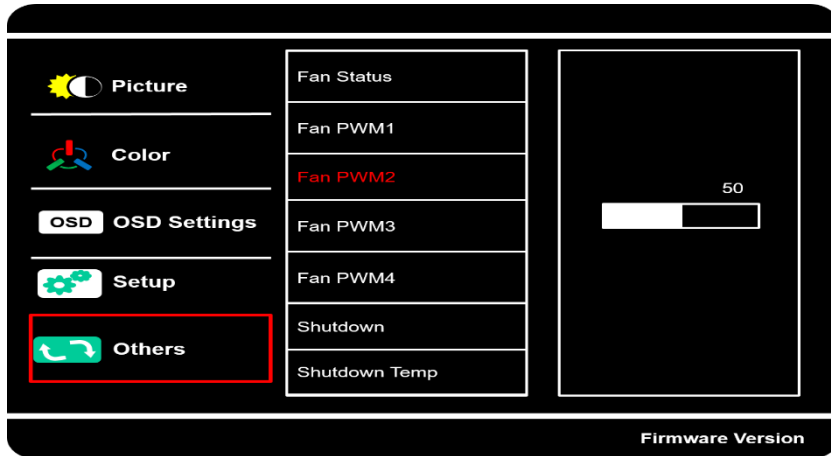 Picture
Color
OSD OSD Settings
Setup
Others
Fan Status
Fan PWM1
Fan PWM2
Fan PWM3
Fan PWM4
Shutdown
Shutdown Temp
50
Firmware Version